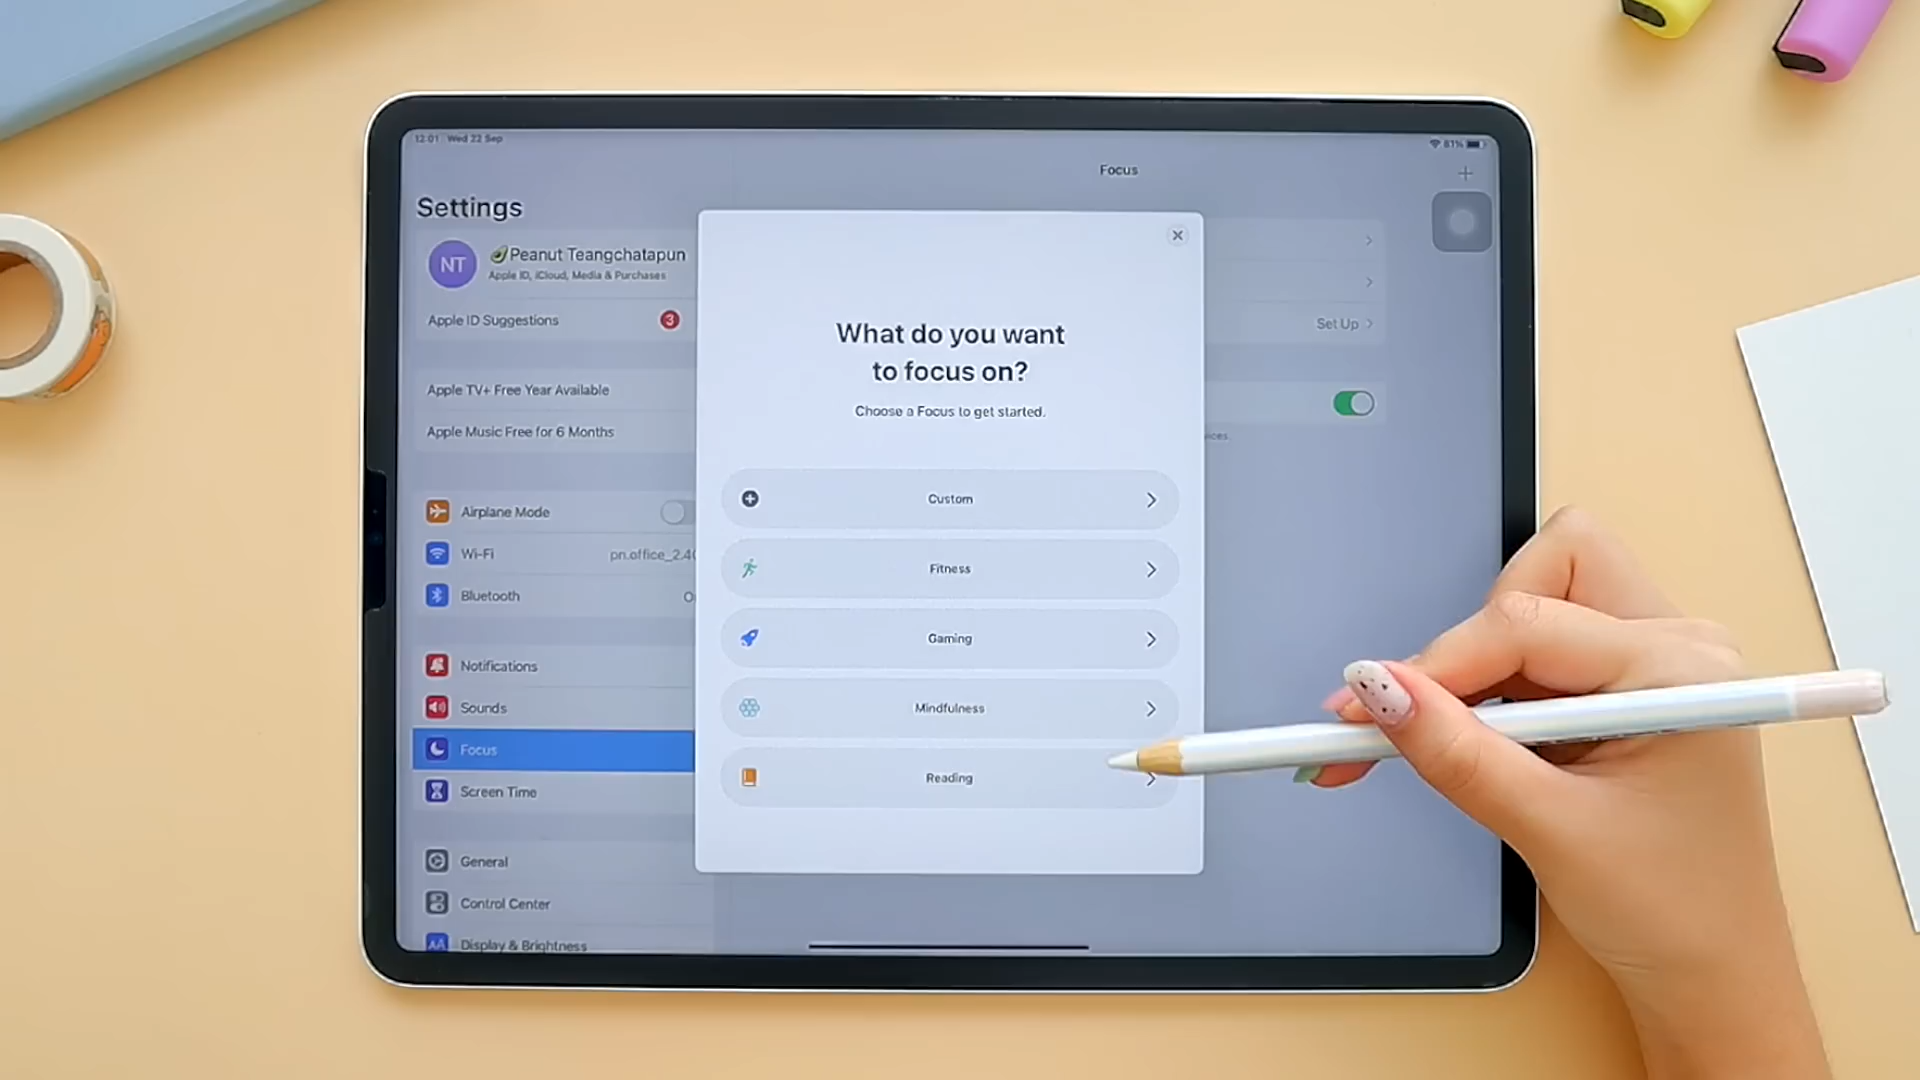 12:01 Wed 22 Sep
81%
Settings
NT
🥑Peanut Teangchatapun
Apple ID, iCloud, Media & Purchases
Apple ID Suggestions
3
Apple TV+ Free Year Available
Apple Music Free for 6 Months
Airplane Mode
Wi-Fi
pn.office_2.4
Bluetooth
Notifications
Sounds
Focus
Screen Time
General
Control Center
AA
Display & Brightness
Focus
Set Up
What do you want
to focus on?
Choose a Focus to get started.
Custom
Fitness
Gaming
Mindfulness
Reading